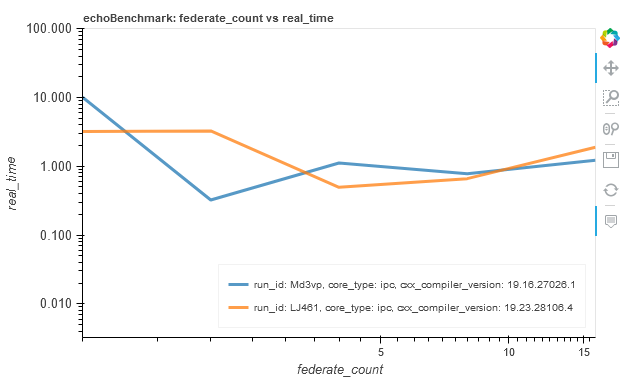 echoBenchmark: federate_count vs real_time
100.000
10.000
1.000
0.100
0.010
real_time
run_id: Md3vp, core_type: ipc, cxx_compiler_version: 19.16.27026.1
run_id: LJ461, core_type: ipc, cxx_compiler_version: 19.23.28106.4
5
10
15
federate_count